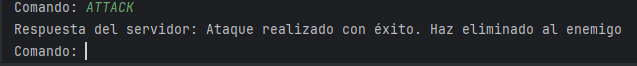 Comando: ATTACK
Respuesta del servidor: Ataque realizado con éxito. Haz eliminado al enemigo
Comando: